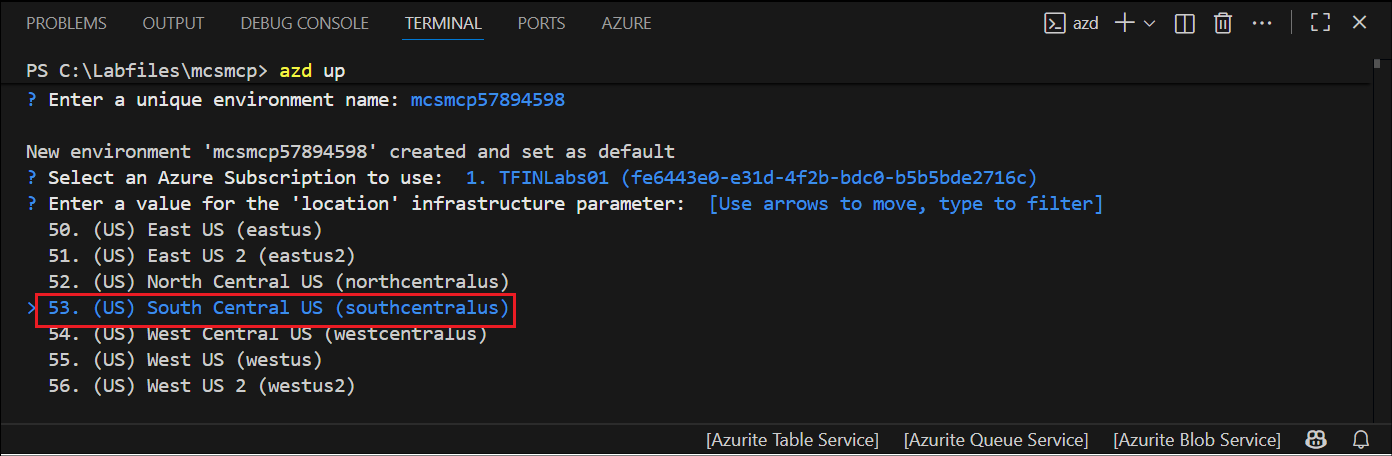 PROBLEMS OUTPUT DEBUG CONSOLE TERMINAL PORTS AZURE azd
PS C:\Labfiles\mcsmcp> azd up
? Enter a unique environment name: mcsmcp57894598
New environment 'mcsmcp57894598' created and set as default
? Select an Azure Subscription to use: 1. TFINLabs01 (fe6443e0-e31d-4f2b-bdc0-b5b5bde2716c)
? Enter a value for the 'location' infrastructure parameter: [Use arrows to move, type to filter]
50. (US) East US (eastus)
51. (US) East US 2 (eastus2)
52. (US) North Central US (northcentralus)
> 53. (US) South Central US (southcentralus)
54. (US) West Central US (westcentralus)
55. (US) West US (westus)
56. (US) West US 2 (westus2)
[Azurite Table Service] [Azurite Queue Service] [Azurite Blob Service]